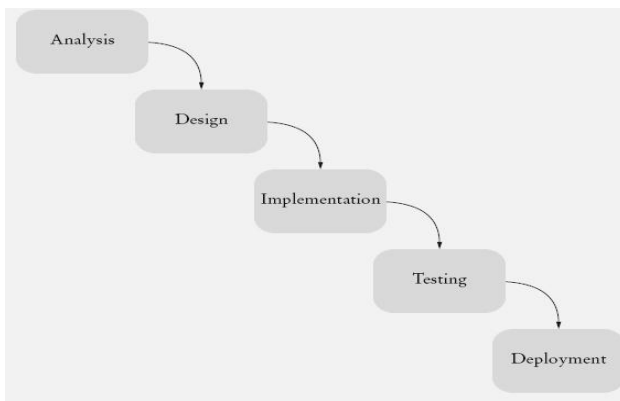 Analysis
Design
Implementation
Testing
Deployment